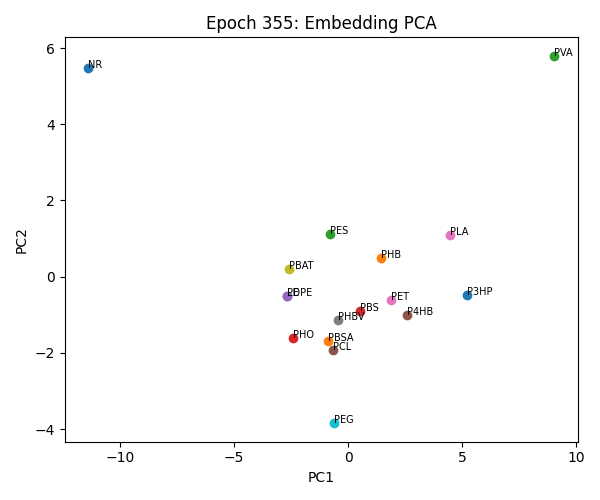 Epoch 355: Embedding PCA
6
4
2
0
−2
−4
PC2
NR
PVA
PES
PLA
PHB
PBAT
LDPE
PET
P3HP
PBS
P4HB
PHBV
PHO
PBSA
PCL
PEG
−10
−5
0
5
10
PC1